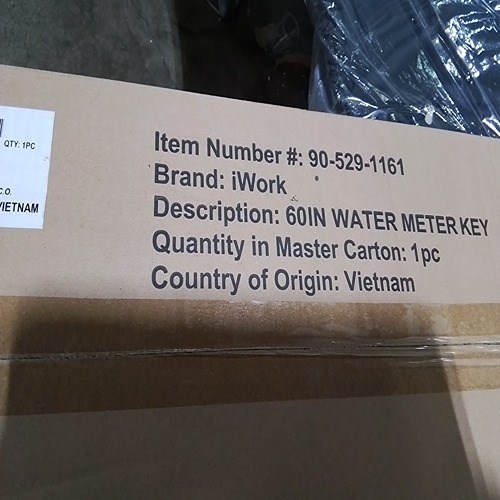 QTY: 1PC
C.O.
VIETNAM
Item Number #: 90-529-1161
Brand: iWork
Description: 60IN WATER METER KEY
Quantity in Master Carton: 1pc
Country of Origin: Vietnam